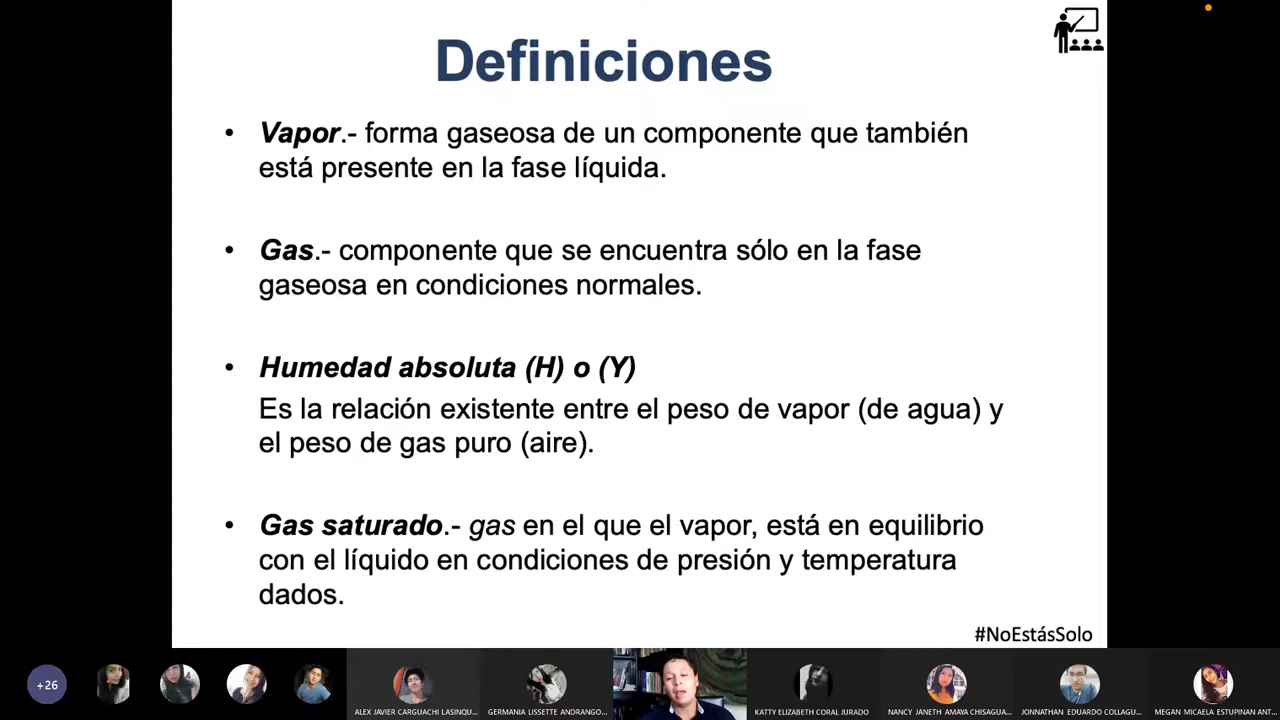 Definiciones
• Vapor.- forma gaseosa de un componente que también
está presente en la fase líquida.
• Gas.- componente que se encuentra sólo en la fase
gaseosa en condiciones normales.
• Humedad absoluta (H) o (Y)
Es la relación existente entre el peso de vapor (de agua) y
el peso de gas puro (aire).
• Gas saturado.- gas en el que el vapor, está en equilibrio
con el líquido en condiciones de presión y temperatura
dados.
#NoEstásSolo
+26
ALEX JAVIER CARGUACHI LASINQU...
GERMANIA LISSETTE ANDRANGO...
KATTY ELIZABETH CORAL JURADO
NANCY JANETH AMAYA CHISAGUA...
JONNATHAN EDUARDO COLLAGU...
MEGAN MICAELA ESTUPINAN ANT...